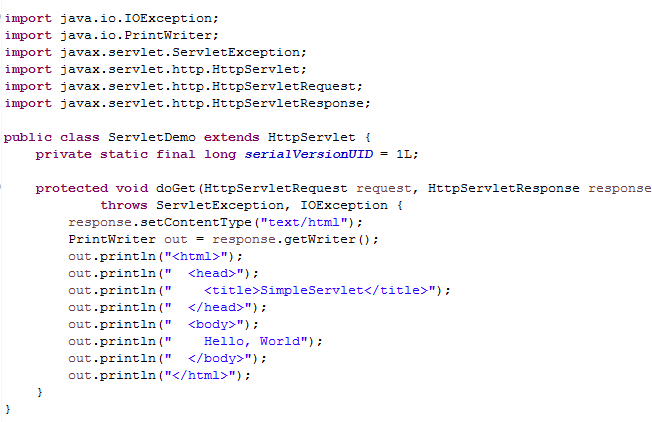 import java.io.IOException;
import java.io.PrintWriter;
import javax.servlet.ServletException;
import javax.servlet.http.HttpServlet;
import javax.servlet.http.HttpServletRequest;
import javax.servlet.http.HttpServletResponse;

public class ServletDemo extends HttpServlet {
    private static final long serialVersionUID = 1L;

    protected void doGet(HttpServletRequest request, HttpServletResponse response
            throws ServletException, IOException {
        response.setContentType("text/html");
        PrintWriter out = response.getWriter();
        out.println("<html>");
        out.println("  <head>");
        out.println("    <title>SimpleServlet</title>");
        out.println("  </head>");
        out.println("  <body>");
        out.println("    Hello, World");
        out.println("  </body>");
        out.println("</html>");
    }
}